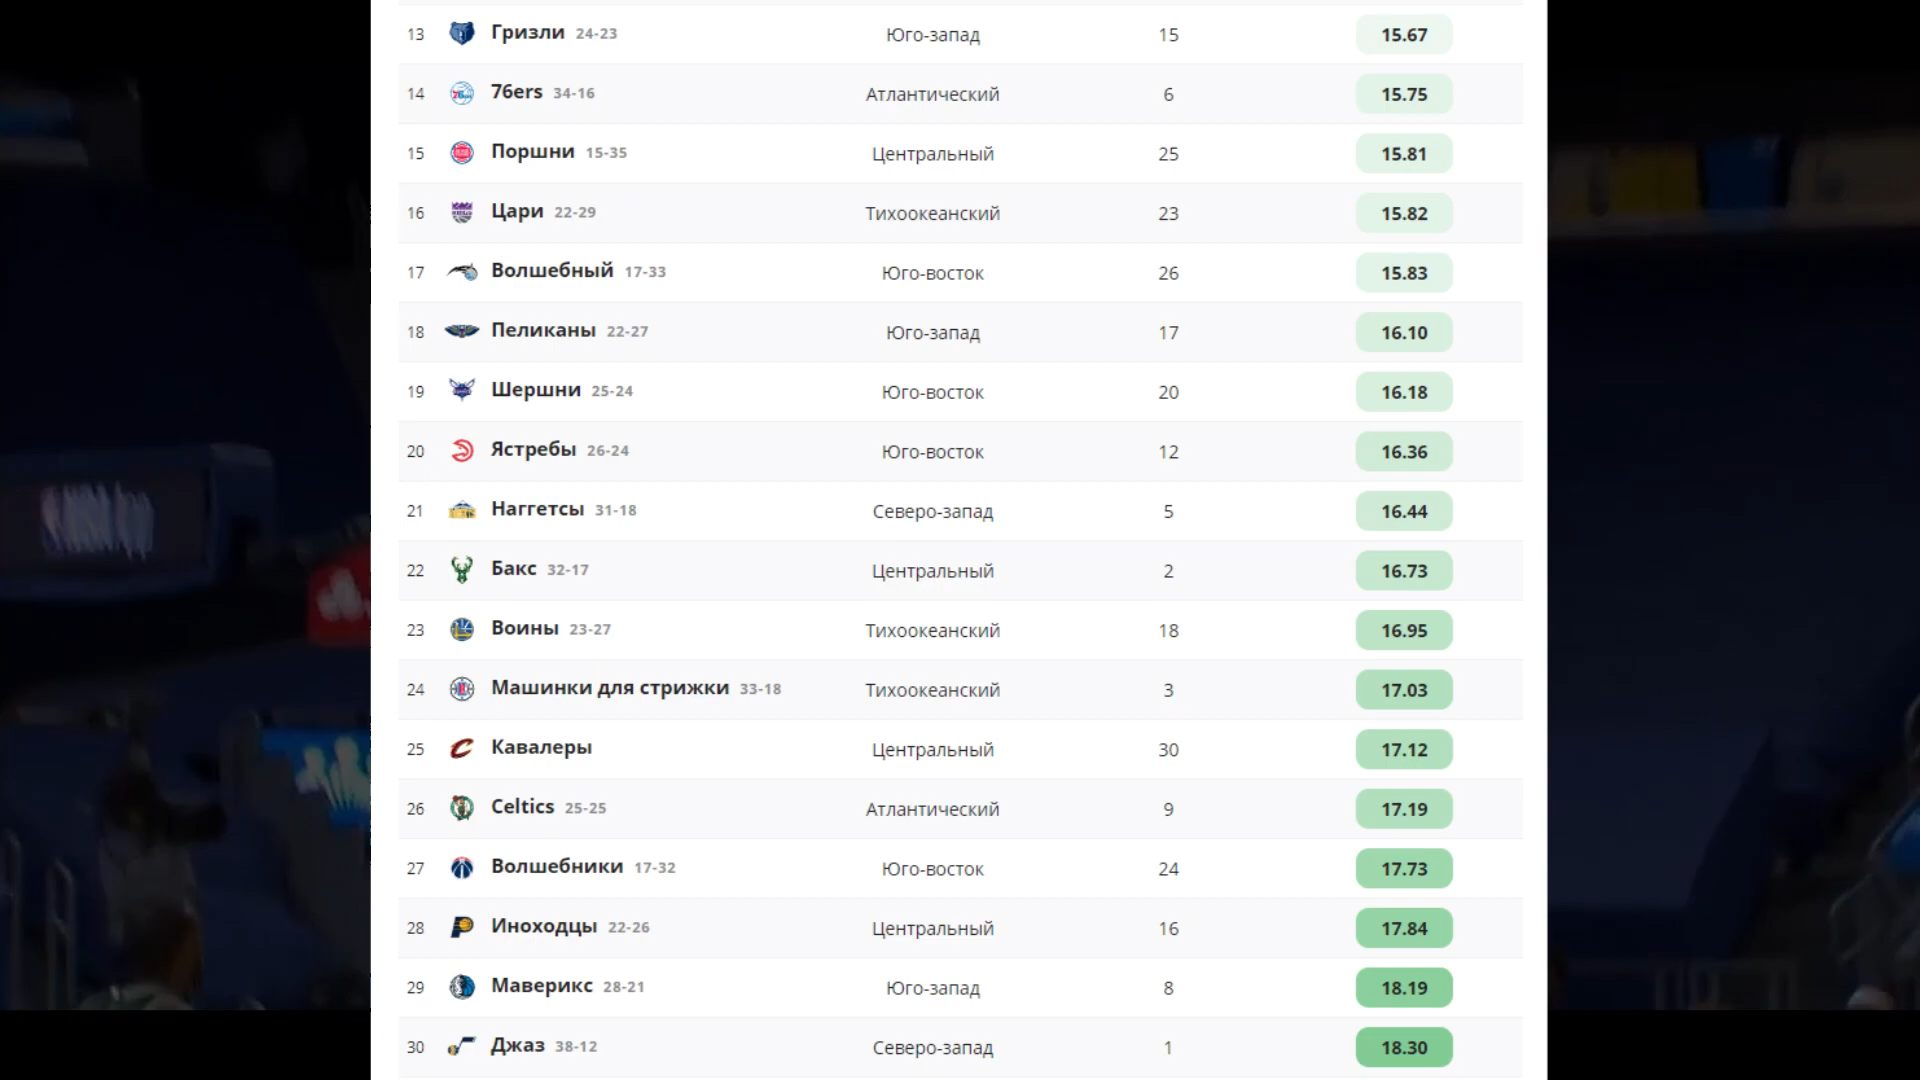 13 Гризли 24-23 Юго-запад 15 15.67
14 76ers 34-16 Атлантический 6 15.75
15 Поршни 15-35 Центральный 25 15.81
16 Цари 22-29 Тихоокеанский 23 15.82
17 Волшебный 17-33 Юго-восток 26 15.83
18 Пеликаны 22-27 Юго-запад 17 16.10
19 Шершни 25-24 Юго-восток 20 16.18
20 Ястребы 26-24 Юго-восток 12 16.36
21 Наггетсы 31-18 Северо-запад 5 16.44
22 Бакс 32-17 Центральный 2 16.73
23 Воины 23-27 Тихоокеанский 18 16.95
24 Машинки для стрижки 33-18 Тихоокеанский 3 17.03
25 Кавалеры Центральный 30 17.12
26 Celtics 25-25 Атлантический 9 17.19
27 Волшебники 17-32 Юго-восток 24 17.73
28 Иноходцы 22-26 Центральный 16 17.84
29 Маверикс 28-21 Юго-запад 8 18.19
30 Джаз 38-12 Северо-запад 1 18.30